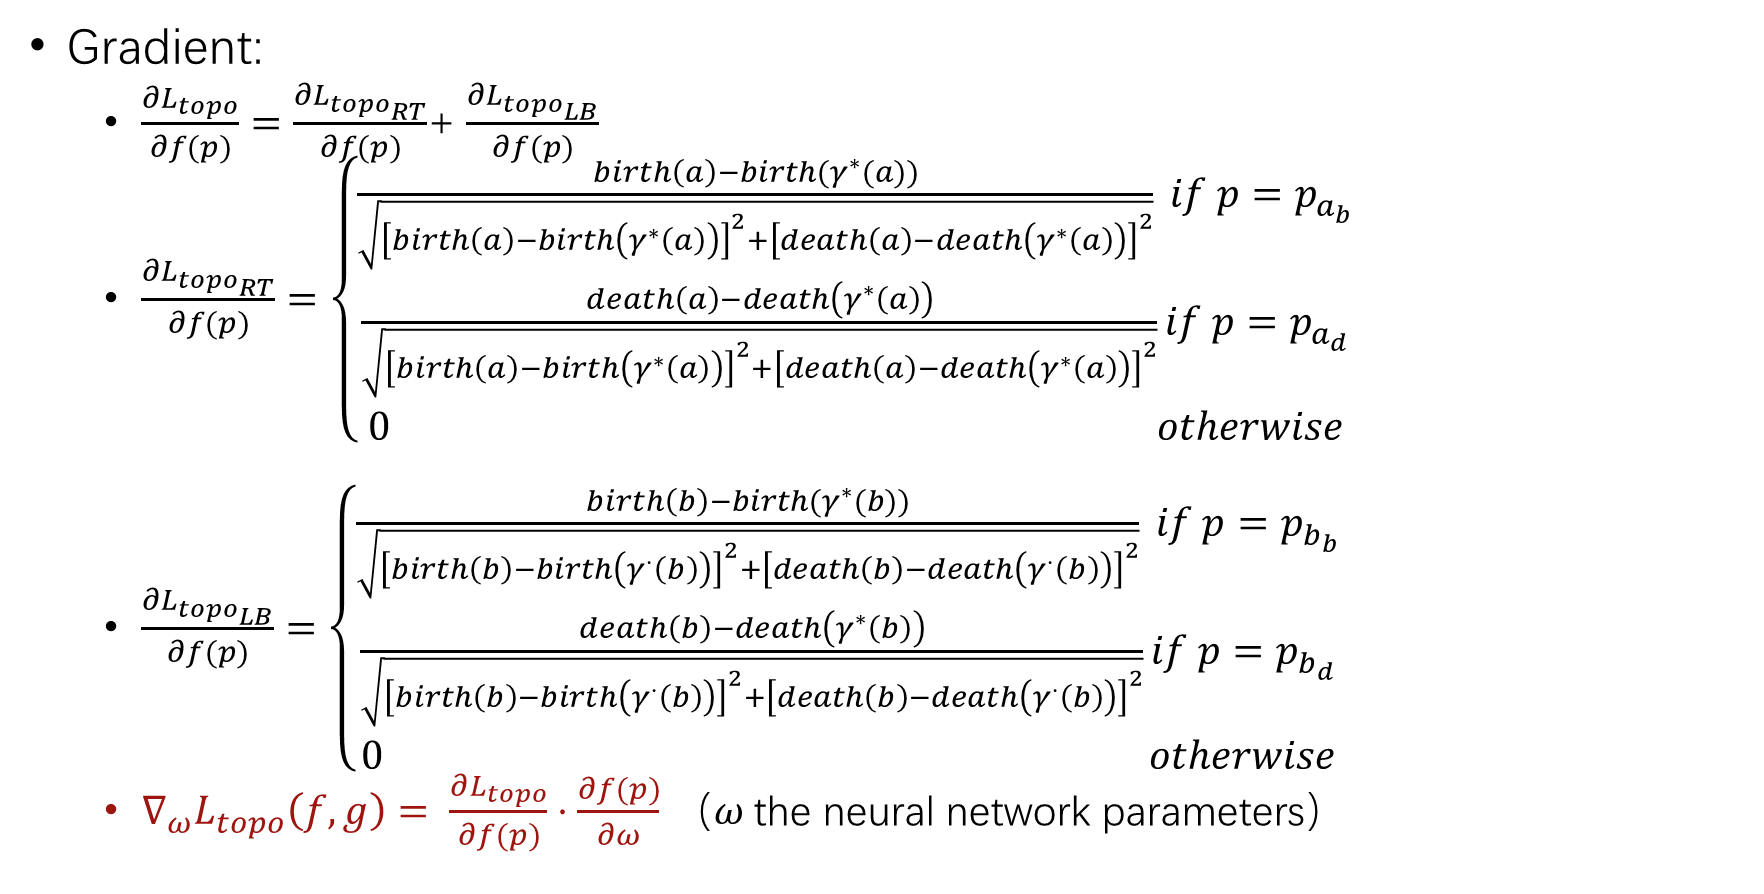 • Gradient:
• ∂L_topo/∂f(p) = ∂L_topo_RT/∂f(p) + ∂L_topo_LB/∂f(p)
• ∂L_topo_RT/∂f(p) = { (birth(a)−birth(γ*(a))) / √([birth(a)−birth(γ*(a))]²+[death(a)−death(γ*(a))]²) if p = p_a_b
(death(a)−death(γ*(a))) / √([birth(a)−birth(γ*(a))]²+[death(a)−death(γ*(a))]²) if p = p_a_d
0 otherwise
• ∂L_topo_LB/∂f(p) = { (birth(b)−birth(γ*(b))) / √([birth(b)−birth(γ˙(b))]²+[death(b)−death(γ˙(b))]²) if p = p_b_b
(death(b)−death(γ*(b))) / √([birth(b)−birth(γ˙(b))]²+[death(b)−death(γ˙(b))]²) if p = p_b_d
0 otherwise
• ∇_ω L_topo(f,g) = ∂L_topo/∂f(p) · ∂f(p)/∂ω (ω the neural network parameters)